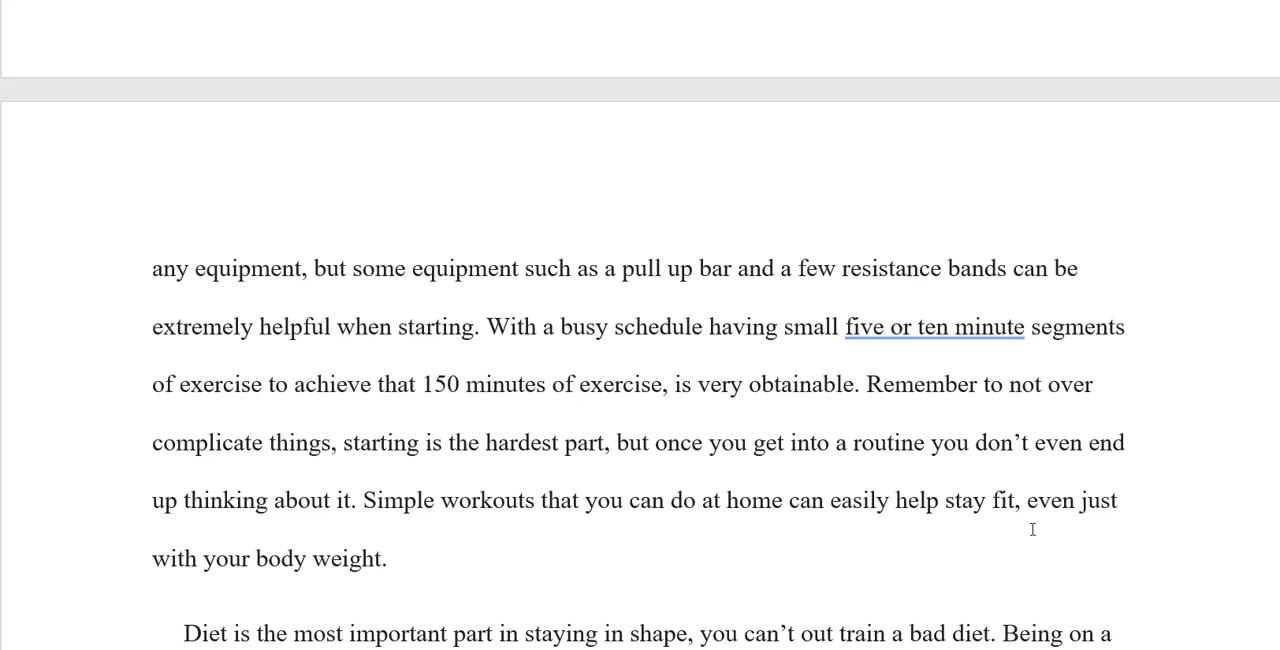 any equipment, but some equipment such as a pull up bar and a few resistance bands can be
extremely helpful when starting. With a busy schedule having small five or ten minute segments
of exercise to achieve that 150 minutes of exercise, is very obtainable. Remember to not over
complicate things, starting is the hardest part, but once you get into a routine you don’t even end
up thinking about it. Simple workouts that you can do at home can easily help stay fit, even just
with your body weight.
Diet is the most important part in staying in shape, you can’t out train a bad diet. Being on a